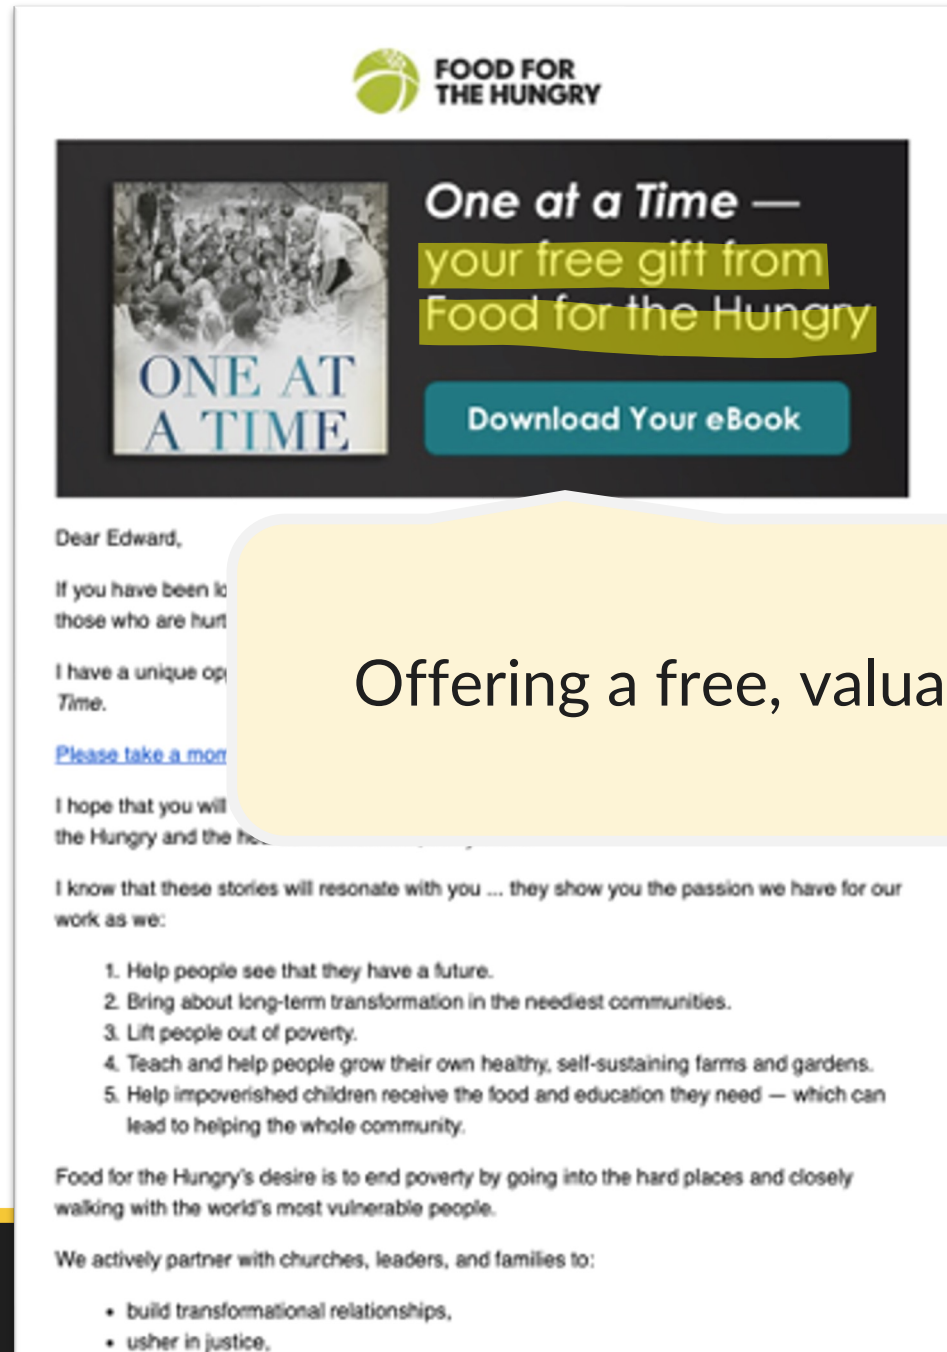 FOOD FOR
THE HUNGRY
ONE AT
A TIME
One at a Time —
your free gift from
Food for the Hungry
Download Your eBook
Dear Edward,
If you have been
those who are
I have a unique
Time.
Please take a
Offering a free,
I hope that you will
the Hungry and the
I know that these stories will resonate with you ... they show you the passion we have for our
work as we:
1. Help people see that they have a future.
2. Bring about long-term transformation in the neediest communities.
3. Lift people out of poverty.
4. Teach and help people grow their own healthy, self-sustaining farms and gardens.
5. Help impoverished children receive the food and education they need — which can
lead to helping the whole community.
Food for the Hungry's desire is to end poverty by going into the hard places and closely
walking with the world's most vulnerable people.
We actively partner with churches, leaders, and families to:
• build transformational relationships,
• usher in justice,